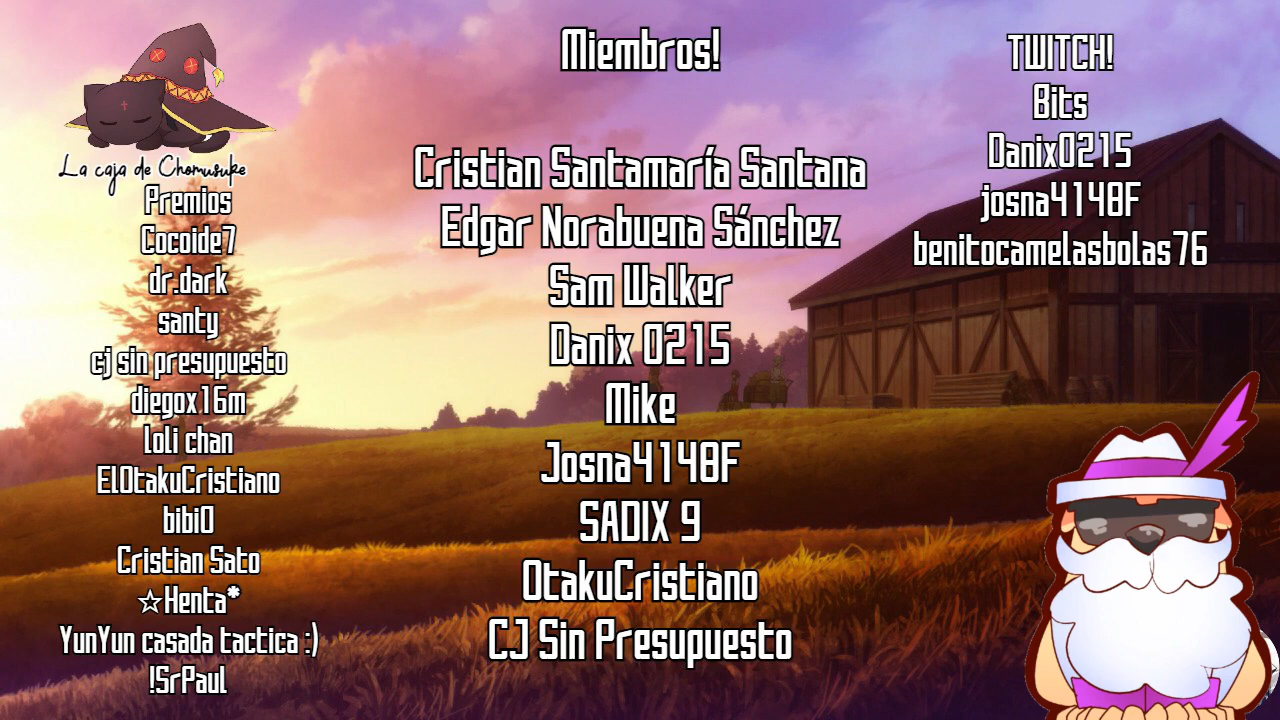 La caja de Chomusuke
Premios
Cocoide7
dr.dark
santy
cj sin presupuesto
diegox16m
loli chan
ElOtakuCristiano
bibi0
Cristian Sato
☆Henta*
YunYun casada tactica :)
!SrPaul
Miembros!
Cristian Santamaría Santana
Edgar Norabuena Sánchez
Sam Walker
Danix 0215
Mike
Josna4148F
SADIX 9
OtakuCristiano
CJ Sin Presupuesto
TWITCH!
Bits
Danix0215
josna4148F
benitocamelasbolas76